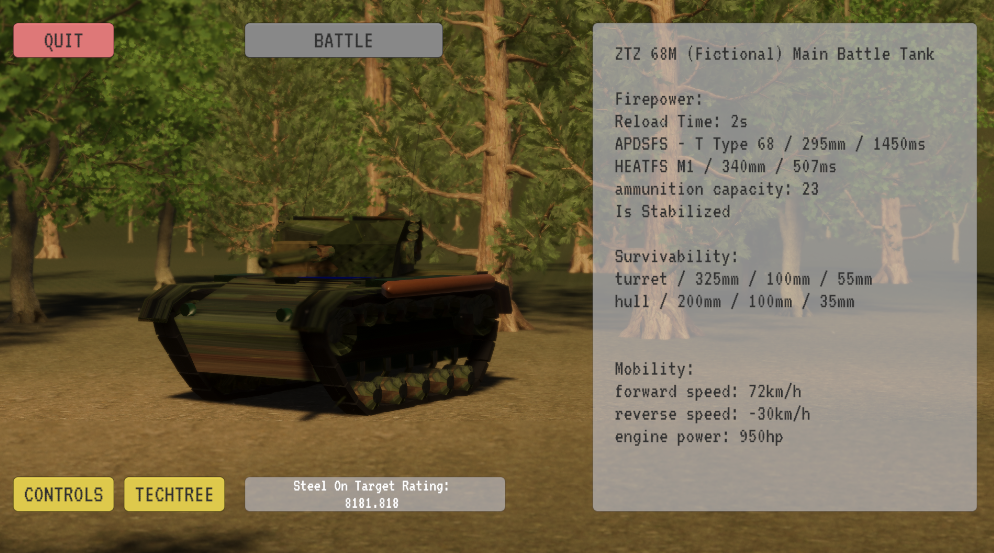 QUIT
BATTLE
ZTZ 68M (Fictional) Main Battle Tank
Firepower:
Reload Time: 2s
APDSFS - T Type 68 / 295mm / 1450ms
HEATFS M1 / 340mm / 507ms
ammunition capacity: 23
Is Stabilized
Survivability:
turret / 325mm / 100mm / 55mm
hull / 200mm / 100mm / 35mm
Mobility:
forward speed: 72km/h
reverse speed: -30km/h
engine power: 950hp
CONTROLS
TECHTREE
Steel On Target Rating:
8181.818